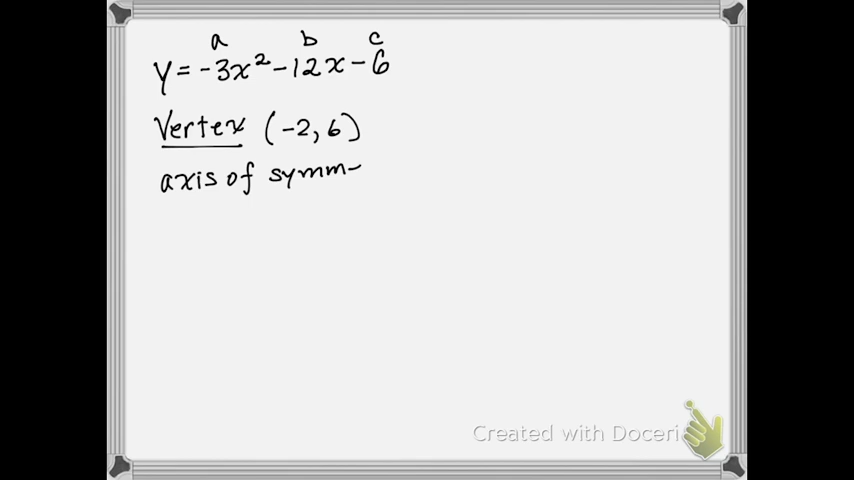 a b c
y = -3x² - 12x - 6
Vertex (-2, 6)
axis of symm-
Created with Doceri